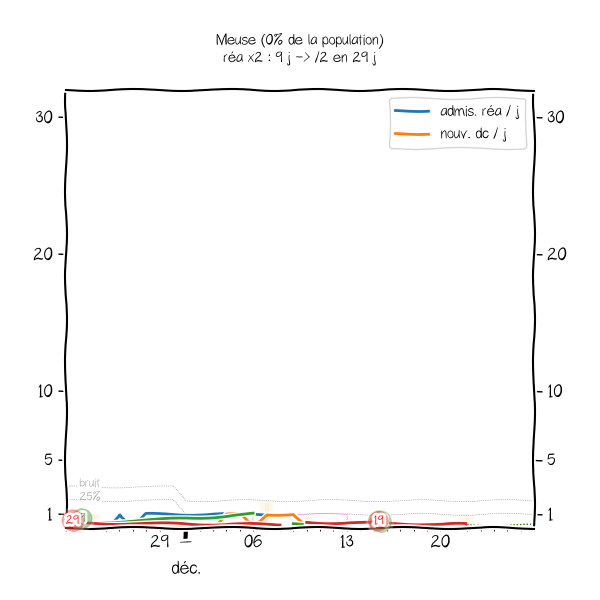 Meuse (0% de la population)
réa x2 : 9 j -> /2 en 29 j
admis. réa / j
nouv. dc / j
30
30
20
20
10
10
5
5
bruit
25%
1
1
29
19
29
06
13
20
déc.